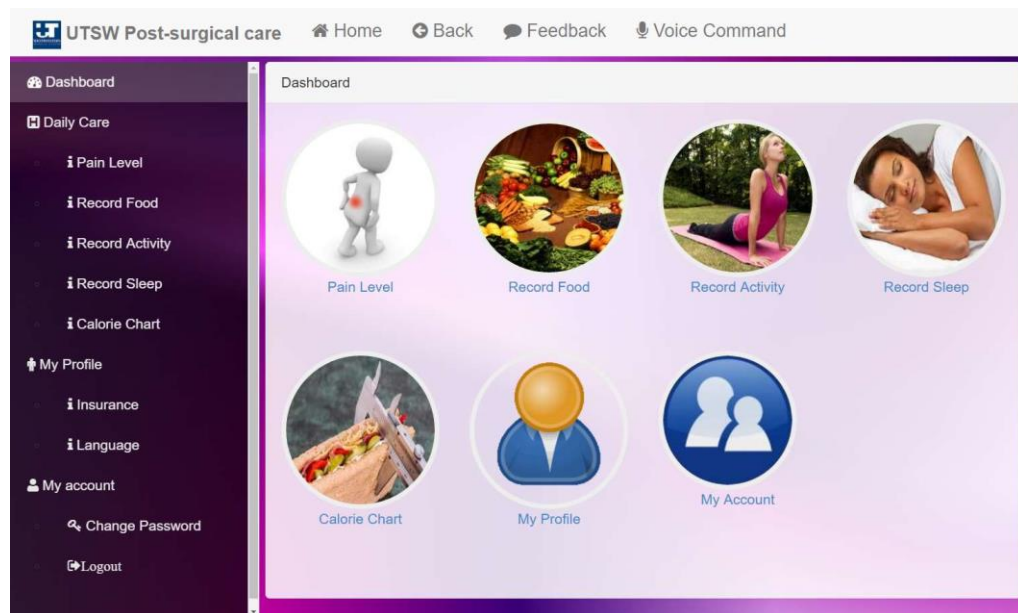 UTSW Post-surgical care Home Back Feedback Voice Command
Dashboard
Daily Care
Pain Level
Record Food
Record Activity
Record Sleep
Calorie Chart
My Profile
Insurance
Language
My account
Change Password
Logout
Dashboard
Pain Level Record Food Record Activity Record Sleep
Calorie Chart My Profile My Account